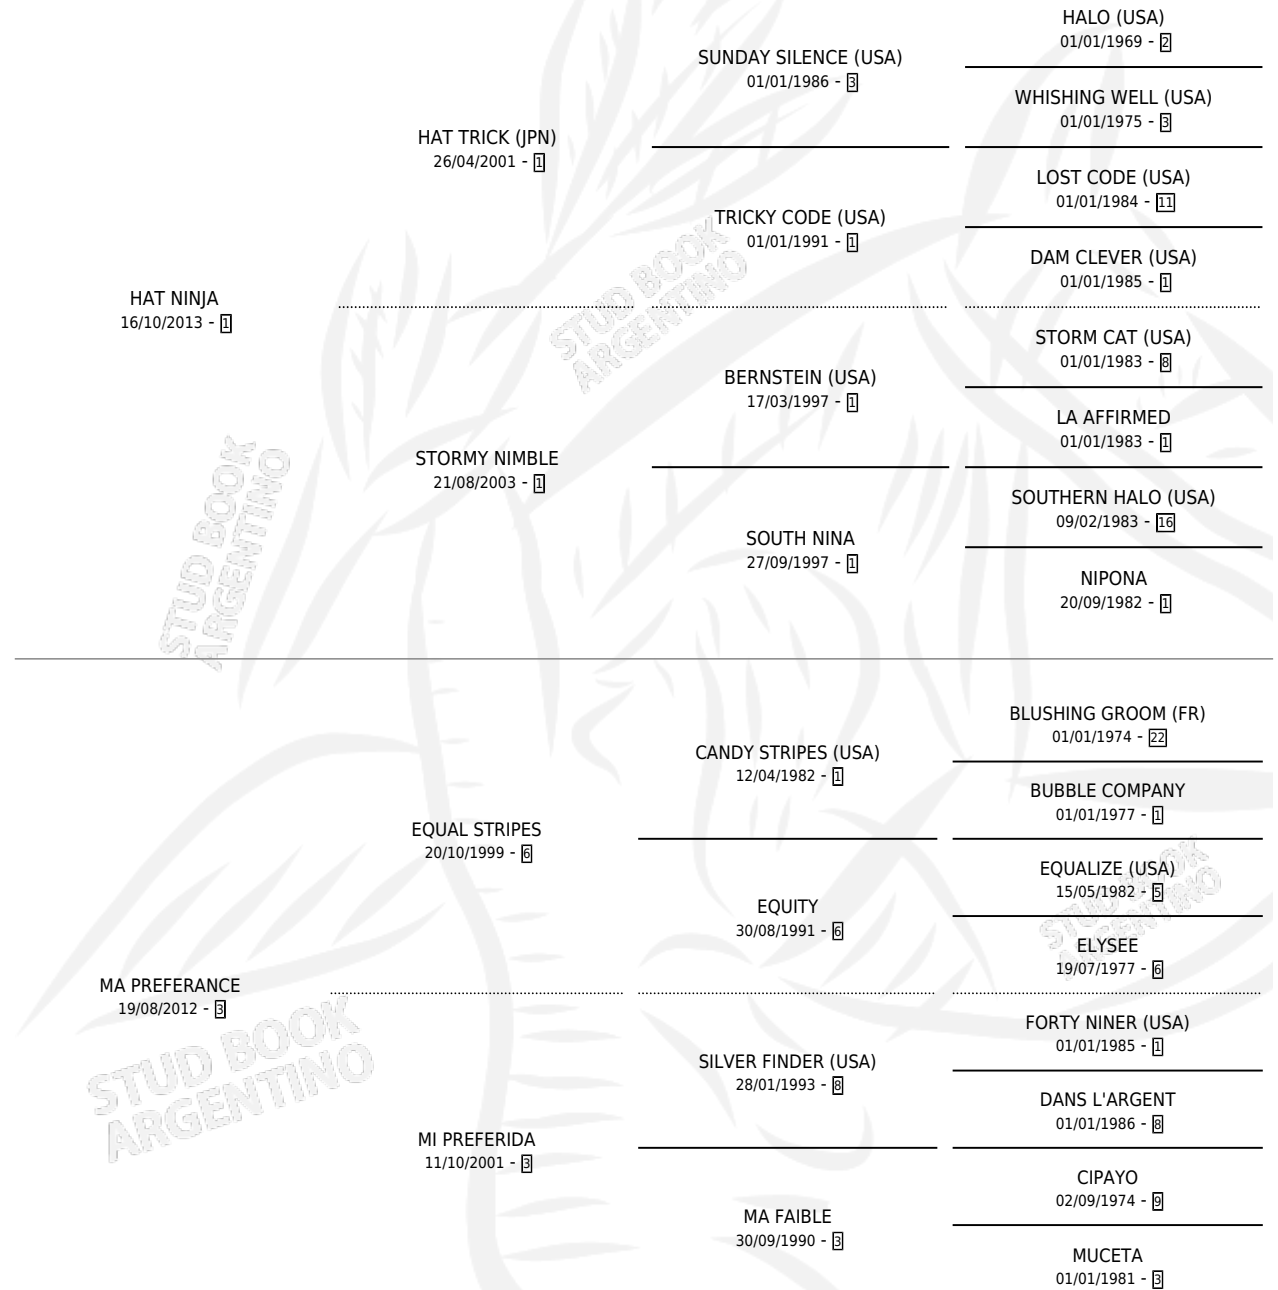 HALO (USA)
01/01/1969 - 2
SUNDAY SILENCE (USA)
01/01/1986 - 3
WHISHING WELL (USA)
01/01/1975 - 3
HAT TRICK (JPN)
26/04/2001 - 1
LOST CODE (USA)
01/01/1984 - 11
TRICKY CODE (USA)
01/01/1991 - 1
DAM CLEVER (USA)
01/01/1985 - 1
HAT NINJA
16/10/2013 - 1
STORM CAT (USA)
01/01/1983 - 8
BERNSTEIN (USA)
17/03/1997 - 1
LA AFFIRMED
01/01/1983 - 1
STORMY NIMBLE
21/08/2003 - 1
SOUTHERN HALO (USA)
09/02/1983 - 16
SOUTH NINA
27/09/1997 - 1
NIPONA
20/09/1982 - 1
STUD BOOK
ARGENTINO
STUD BOOK
ARGENTINO
BLUSHING GROOM (FR)
01/01/1974 - 22
CANDY STRIPES (USA)
12/04/1982 - 1
BUBBLE COMPANY
01/01/1977 - 1
EQUAL STRIPES
20/10/1999 - 6
EQUALIZE (USA)
15/05/1982 - 5
EQUITY
30/08/1991 - 6
ELYSEE
19/07/1977 - 6
MA PREFERANCE
19/08/2012 - 3
FORTY NINER (USA)
01/01/1985 - 1
SILVER FINDER (USA)
28/01/1993 - 8
DANS L'ARGENT
01/01/1986 - 8
MI PREFERIDA
11/10/2001 - 3
CIPAYO
02/09/1974 - 9
MA FAIBLE
30/09/1990 - 3
MUCETA
01/01/1981 - 3
STUD BOOK
ARGENTINO
STUD BOOK
ARGENTINO